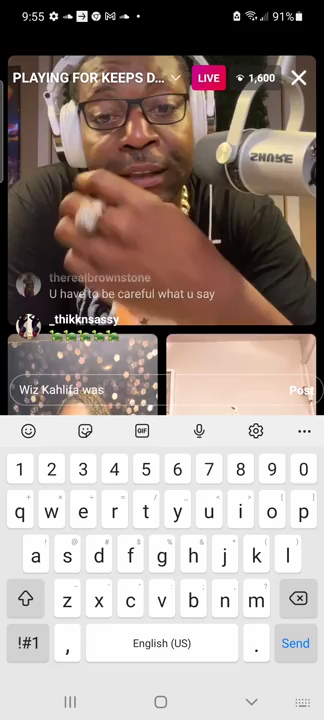 9:55
91%
PLAYING FOR KEEPS D...
LIVE
1,600
SHURE
therealbrownstone
U have to be careful what u say
_thikknsassy
Wiz Kahlifa was
Post
GIF
1 2 3 4 5 6 7 8 9 0
+ × ÷ = / _ < > [ ]
q w e r t y u i o p
! @ # $ % ^ & * ( )
a s d f g h j k l
- ' " : ; , ?
z x c v b n m
!#1 , English (US) . Send